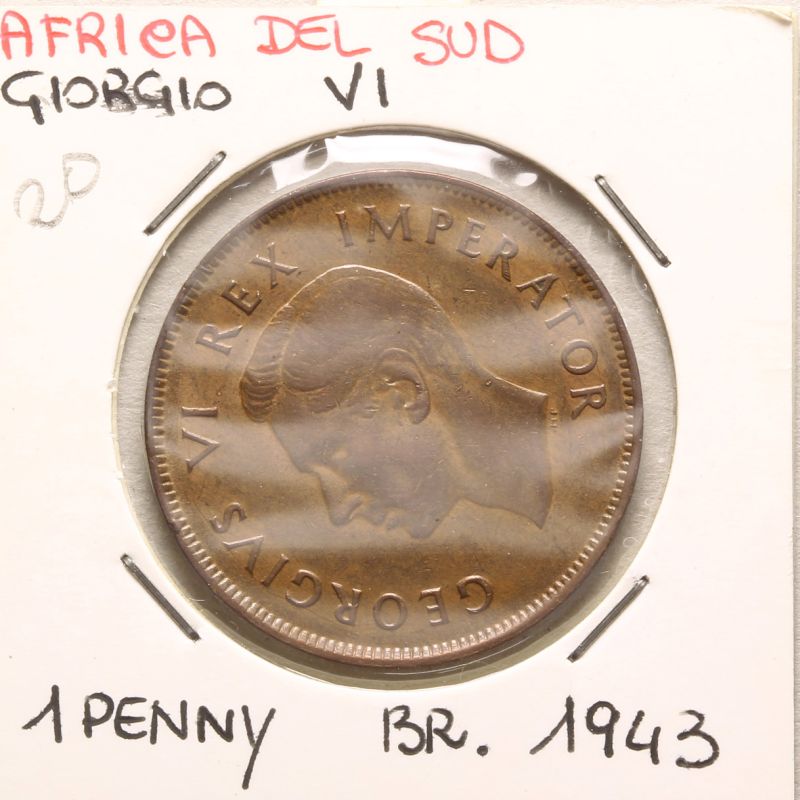 AFRICA DEL SUD
GIORGIO VI
20
GEORGIVS VI REX IMPERATOR
1 PENNY BR. 1943